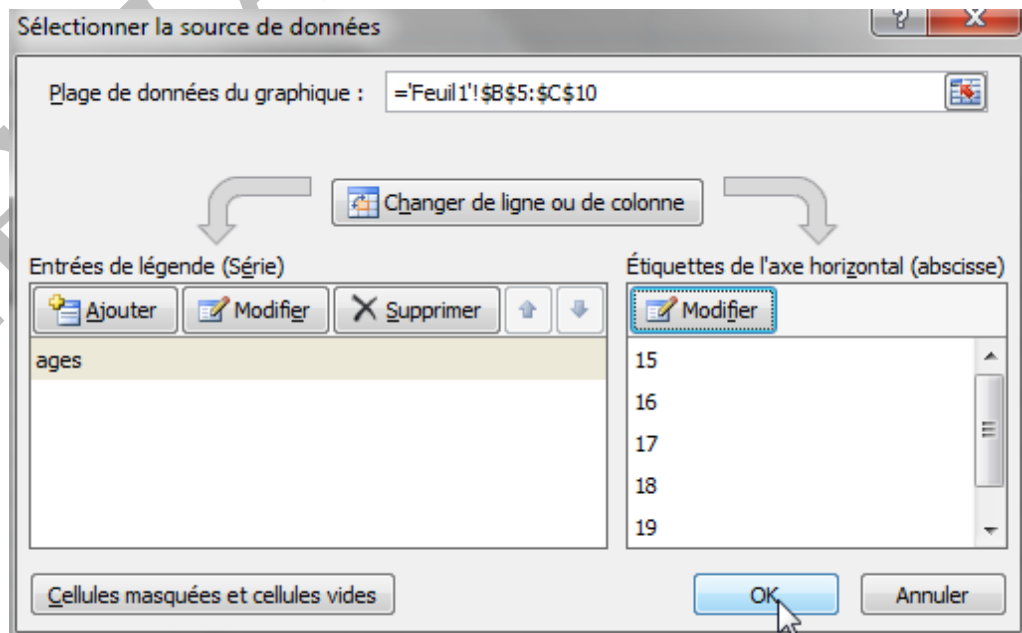 Sélectionner la source de données
Plage de données du graphique : ='Feuil1'!$B$5:$C$10
Changer de ligne ou de colonne
Entrées de légende (Série)
Ajouter Modifier Supprimer
ages
Étiquettes de l'axe horizontal (abscisse)
Modifier
15
16
17
18
19
Cellules masquées et cellules vides
OK Annuler